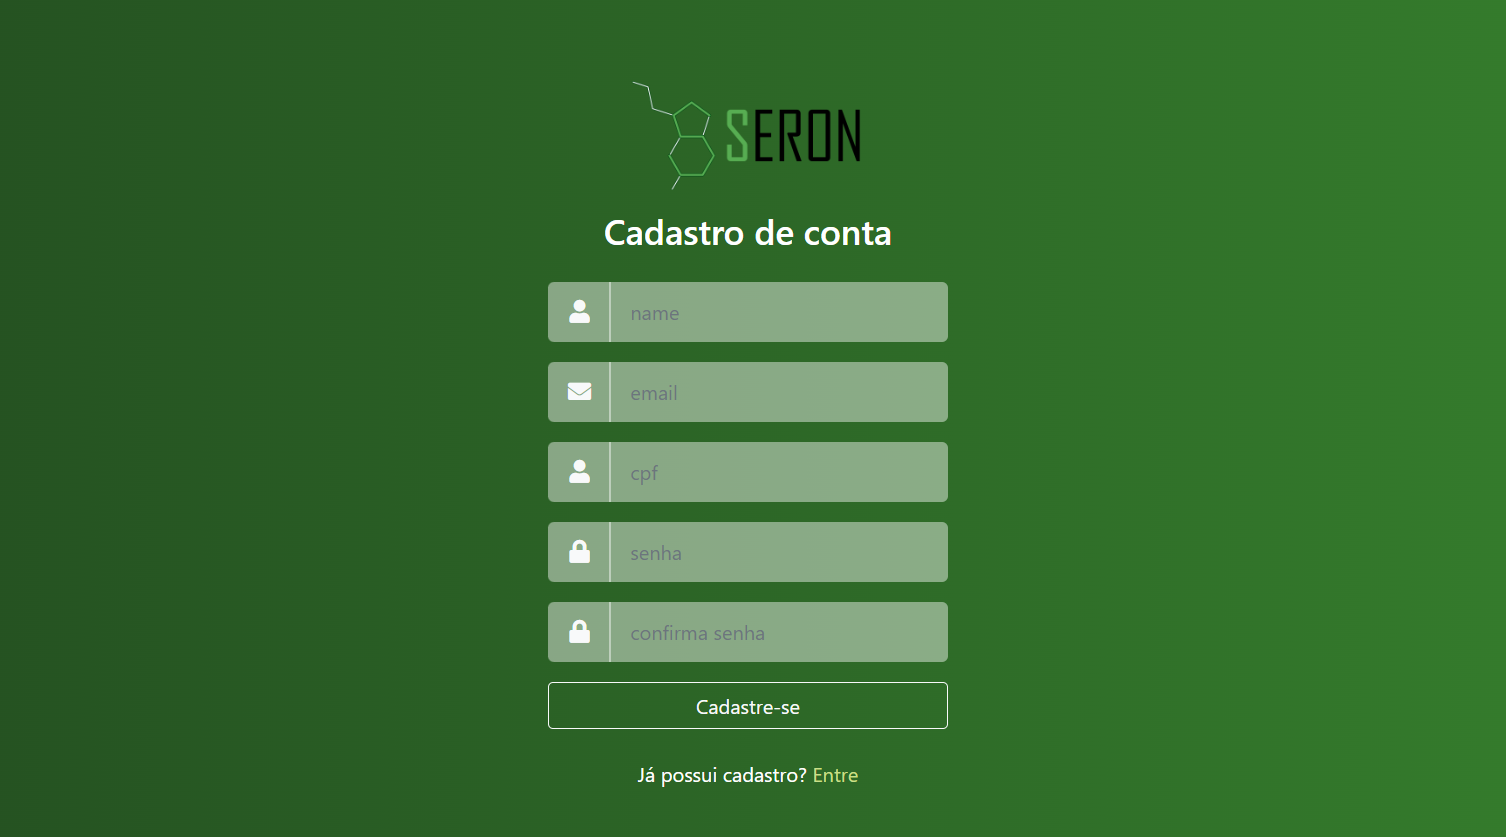 SERON
Cadastro de conta
name
email
cpf
senha
confirma senha
Cadastre-se
Já possui cadastro? Entre